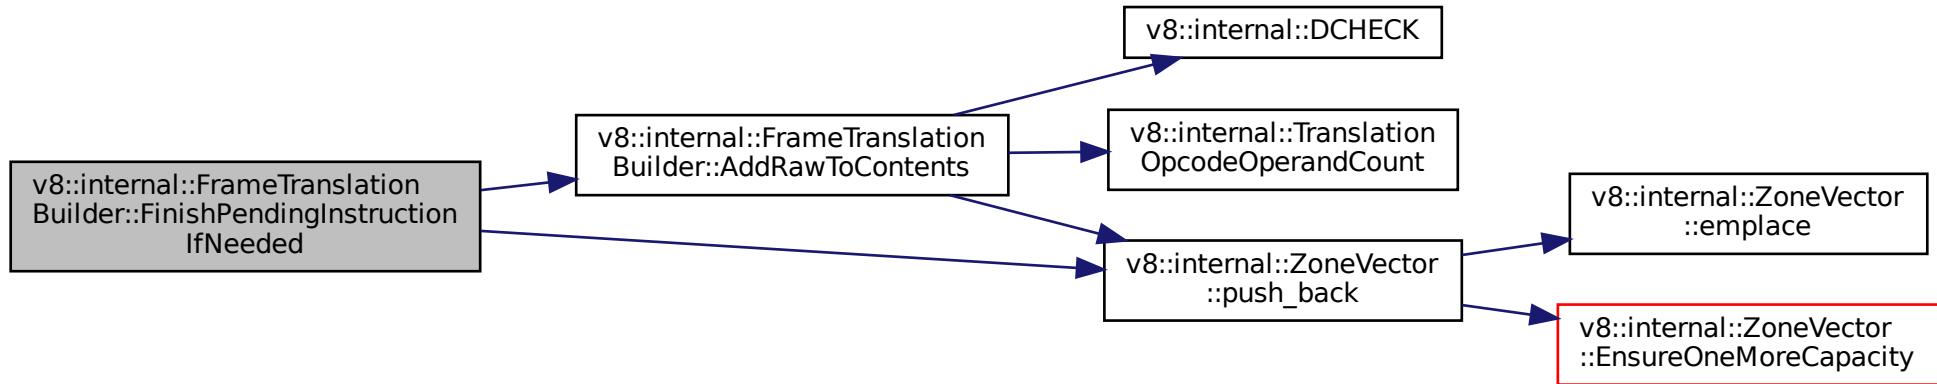 v8::internal::FrameTranslation
Builder::FinishPendingInstruction
IfNeeded
v8::internal::FrameTranslation
Builder::AddRawToContents
v8::internal::DCHECK
v8::internal::Translation
OpcodeOperandCount
v8::internal::ZoneVector
::push_back
v8::internal::ZoneVector
::emplace
v8::internal::ZoneVector
::EnsureOneMoreCapacity